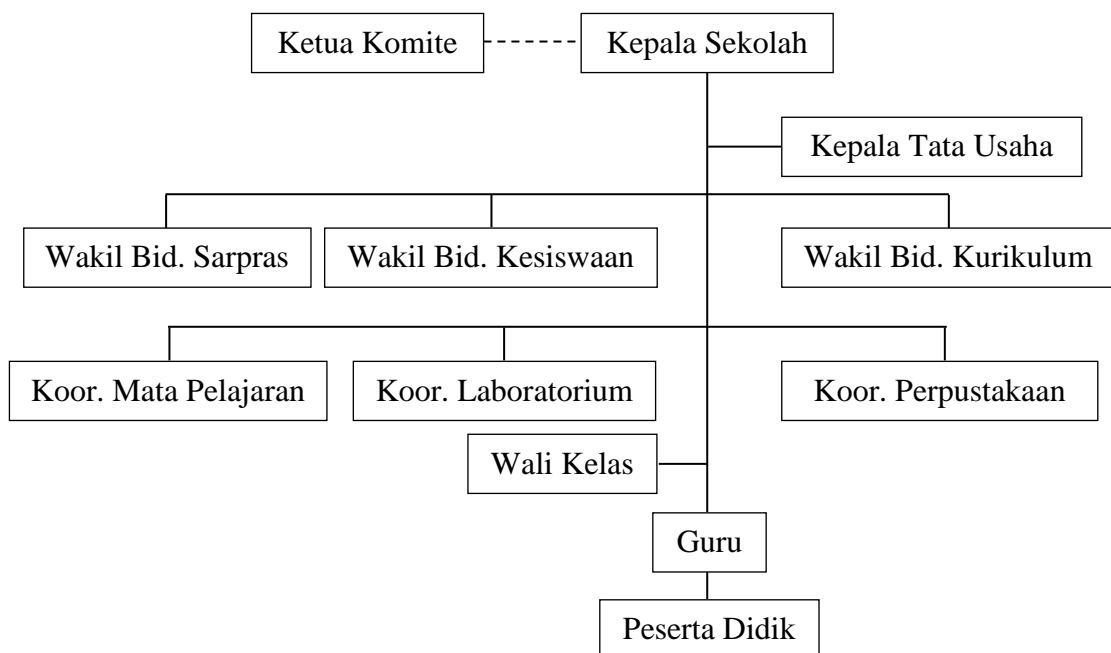 Ketua Komite
Kepala Sekolah
Kepala Tata Usaha
Wakil Bid. Sarpras
Wakil Bid. Kesiswaan
Wakil Bid. Kurikulum
Koor. Mata Pelajaran
Koor. Laboratorium
Koor. Perpustakaan
Wali Kelas
Guru
Peserta Didik